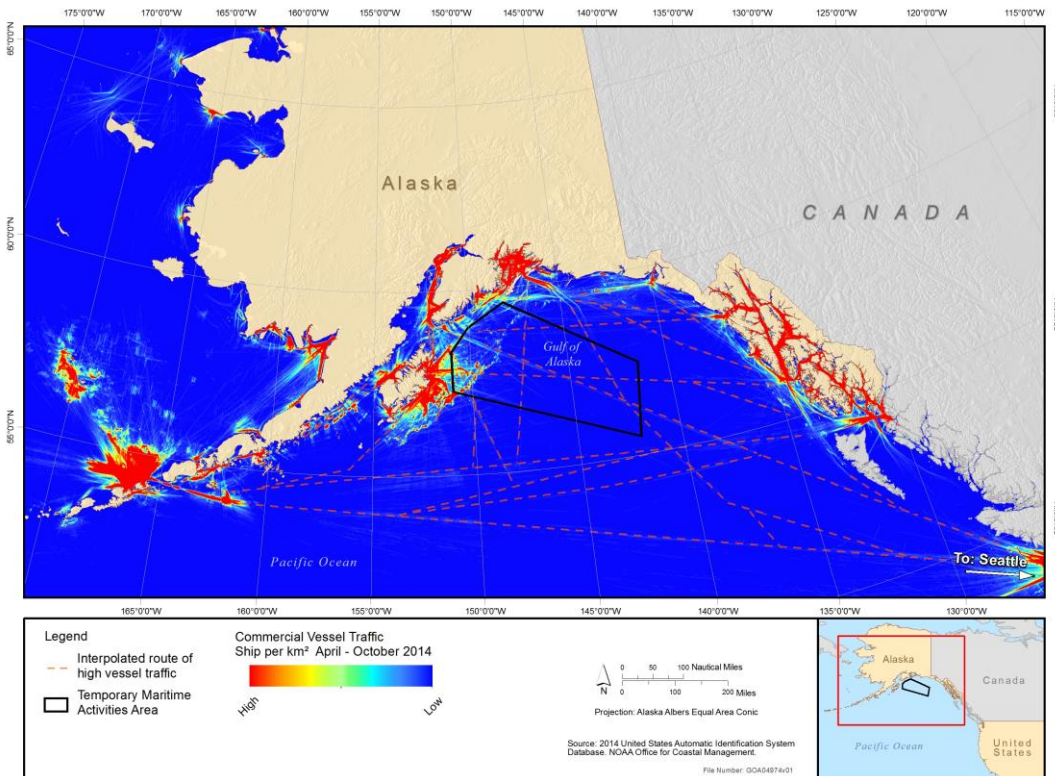 175°0'0"W
170°0'0"W
165°0'0"W
160°0'0"W
155°0'0"W
150°0'0"W
145°0'0"W
140°0'0"W
135°0'0"W
130°0'0"W
125°0'0"W
120°0'0"W
115°0'0"W
65°0'0"N
60°0'0"N
55°0'0"N
Alaska
CANADA
Gulf of
Alaska
Pacific Ocean
To: Seattle
165°0'0"W
160°0'0"W
155°0'0"W
150°0'0"W
145°0'0"W
140°0'0"W
135°0'0"W
130°0'0"W
Legend
Interpolated route of
high vessel traffic
Temporary Maritime
Activities Area
Commercial Vessel Traffic
Ship per km² April - October 2014
High
Low
N
0 50 100 Nautical Miles
0 100 200 Miles
Projection: Alaska Albers Equal Area Conic
Source: 2014 United States Automatic Identification System
Database. NOAA Office for Coastal Management.
File Number: GOA04974v01
Alaska
Canada
Pacific Ocean
United
States